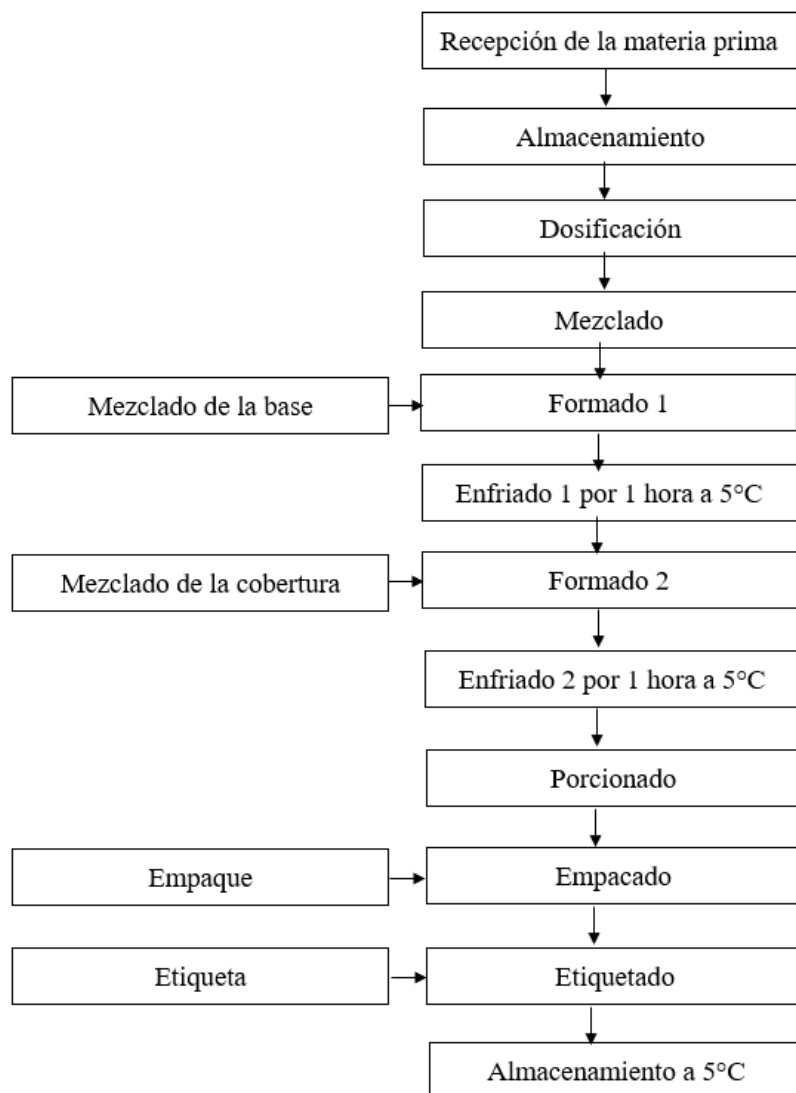 Recepción de la materia prima
Almacenamiento
Dosificación
Mezclado
Mezclado de la base
Formado 1
Enfriado 1 por 1 hora a 5°C
Mezclado de la cobertura
Formado 2
Enfriado 2 por 1 hora a 5°C
Porcionado
Empaque
Empacado
Etiqueta
Etiquetado
Almacenamiento a 5°C